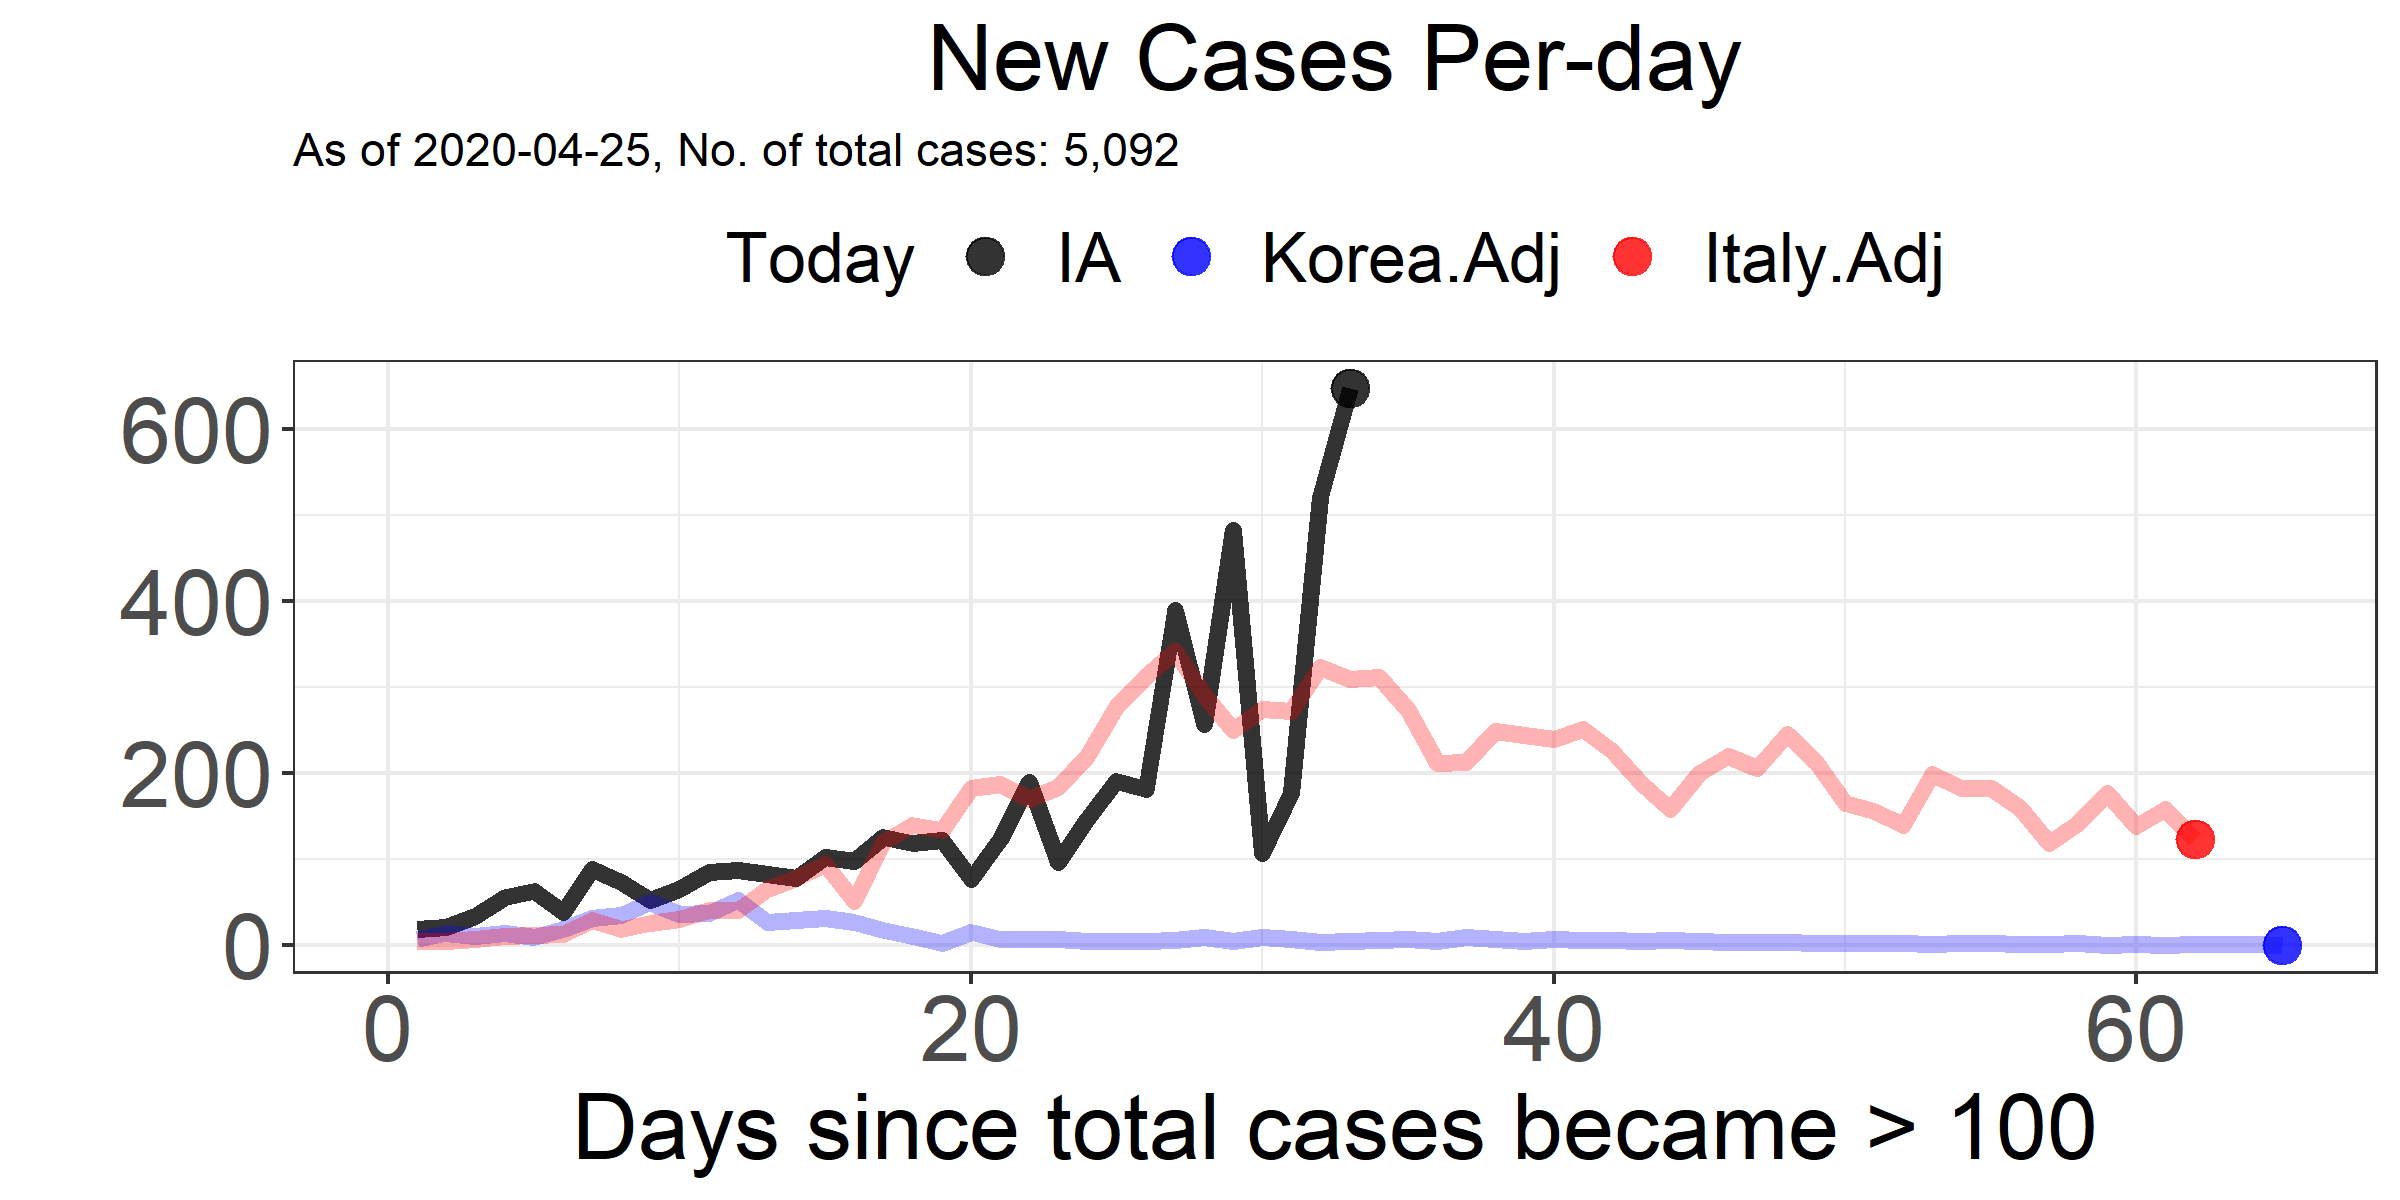 New Cases Per-day
As of 2020-04-25, No. of total cases: 5,092
Today IA Korea.Adj Italy.Adj
600
400
200
0
0 20 40 60
Days since total cases became > 100